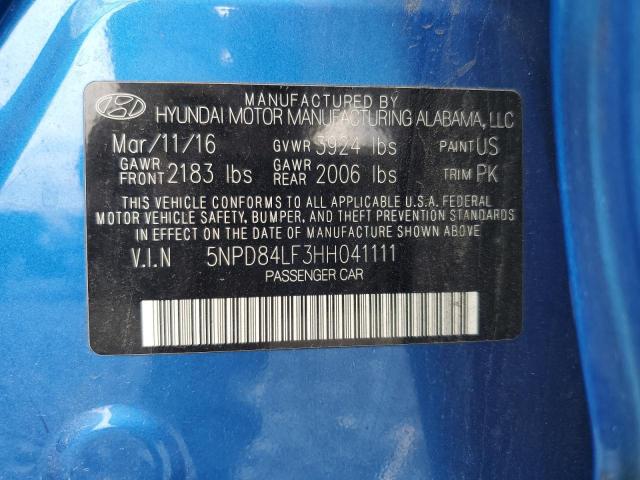 MANUFACTURED BY
HYUNDAI MOTOR MANUFACTURING ALABAMA, LLC
Mar/11/16 GVWR 3924 lbs PAINT US
GAWR FRONT 2183 lbs GAWR REAR 2006 lbs TRIM PK
THIS VEHICLE CONFORMS TO ALL APPLICABLE U.S.A. FEDERAL
MOTOR VEHICLE SAFETY, BUMPER, AND THEFT PREVENTION STANDARDS
IN EFFECT ON THE DATE OF MANUFACTURE SHOWN ABOVE.
V.I.N 5NPD84LF3HH041111
PASSENGER CAR